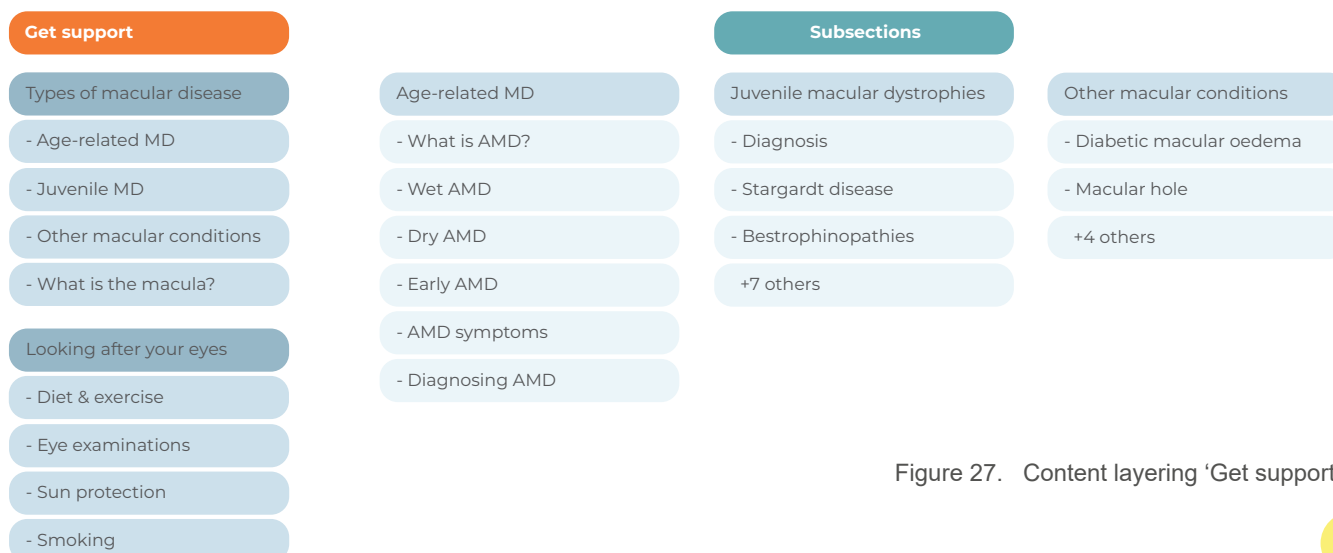 Get support
Types of macular disease
- Age-related MD
- Juvenile MD
- Other macular conditions
- What is the macula?
Looking after your eyes
- Diet & exercise
- Eye examinations
- Sun protection
- Smoking
Age-related MD
- What is AMD?
- Wet AMD
- Dry AMD
- Early AMD
- AMD symptoms
- Diagnosing AMD
Subsections
Juvenile macular dystrophies
- Diagnosis
- Stargardt disease
- Bestrophinopathies
+7 others
Other macular conditions
- Diabetic macular oedema
- Macular hole
+4 others
Figure 27. Content layering ‘Get support